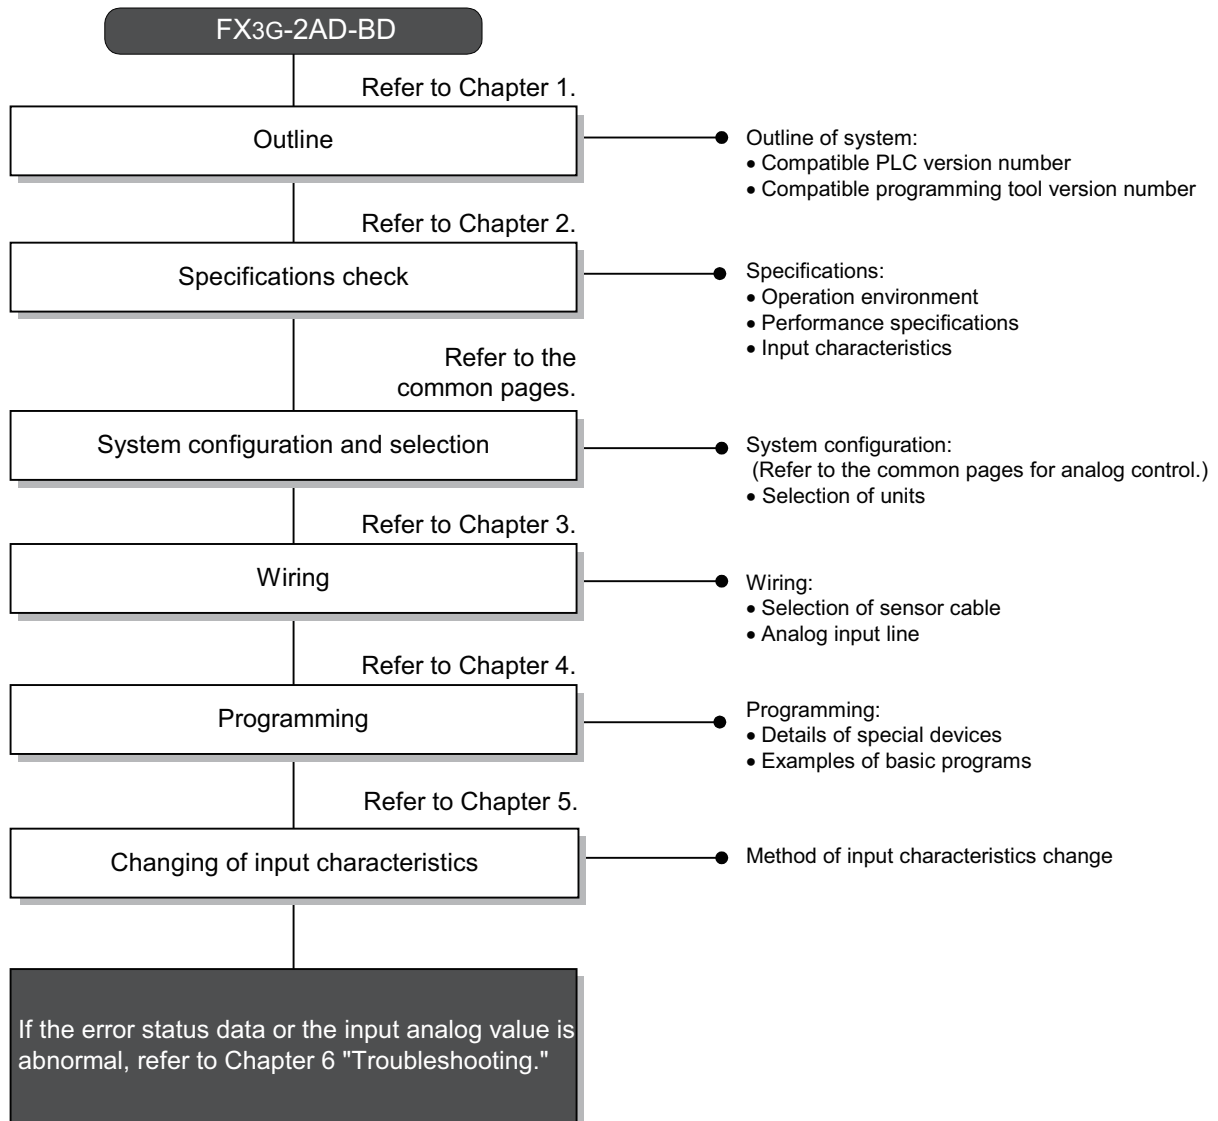 FX3G-2AD-BD
Refer to Chapter 1.
Outline
Outline of system:
• Compatible PLC version number
• Compatible programming tool version number
Refer to Chapter 2.
Specifications check
Specifications:
• Operation environment
• Performance specifications
• Input characteristics
Refer to the
common pages.
System configuration and selection
System configuration:
(Refer to the common pages for analog control.)
• Selection of units
Refer to Chapter 3.
Wiring
Wiring:
• Selection of sensor cable
• Analog input line
Refer to Chapter 4.
Programming
Programming:
• Details of special devices
• Examples of basic programs
Refer to Chapter 5.
Changing of input characteristics
Method of input characteristics change
If the error status data or the input analog value is
abnormal, refer to Chapter 6 "Troubleshooting."